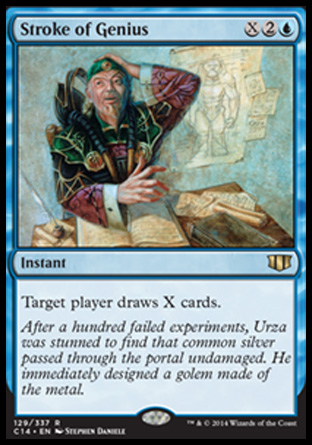 Stroke of Genius X 2
Instant
Target player draws X cards.
After a hundred failed experiments, Urza
was stunned to find that common silver
passed through the portal undamaged. He
immediately designed a golem made of
the metal.
129/337 R
C14 • EN Stephen Daniele ™ & © 2014 Wizards of the Coast